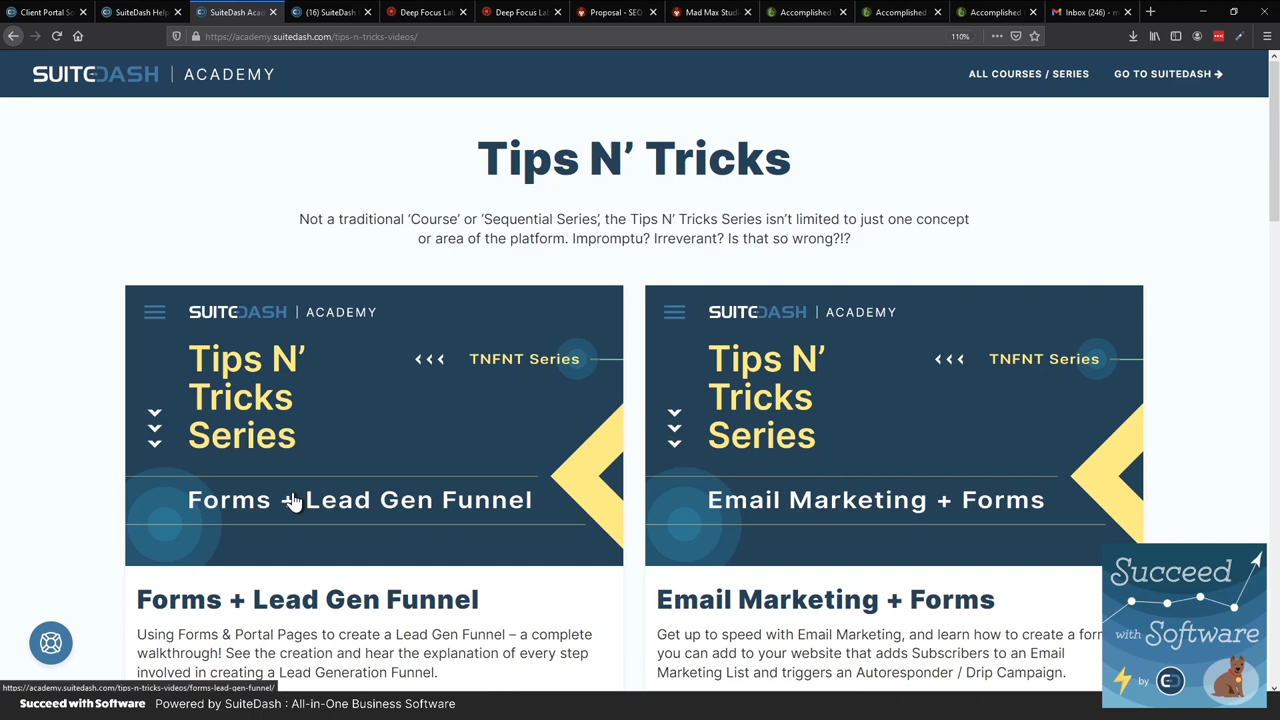 Client Portal So
SuiteDash Help
SuiteDash Aca
(16) SuiteDash
Deep Focus Lab
Deep Focus Lab
Proposal - SEO
Mad Max Studio
Accomplished
Accomplished
Accomplished
Inbox (246) - m
https://academy.suitedash.com/tips-n-tricks-videos/
110%
SUITEDASH | ACADEMY
ALL COURSES / SERIES
GO TO SUITEDASH
Tips N’ Tricks
Not a traditional ‘Course’ or ‘Sequential Series’, the Tips N’ Tricks Series isn’t limited to just one concept
or area of the platform. Impromptu? Irreverant? Is that so wrong?!?
SUITEDASH | ACADEMY
Tips N’
Tricks
Series
TNFNT Series
Forms + Lead Gen Funnel
SUITEDASH | ACADEMY
Tips N’
Tricks
Series
TNFNT Series
Email Marketing + Forms
Forms + Lead Gen Funnel
Using Forms & Portal Pages to create a Lead Gen Funnel – a complete
walkthrough! See the creation and hear the explanation of every step
involved in creating a Lead Generation Funnel.
Email Marketing + Forms
Get up to speed with Email Marketing, and learn how to create a form
you can add to your website that adds Subscribers to an Email
Marketing List and triggers an Autoresponder / Drip Campaign.
Succeed
with Software
by
https://academy.suitedash.com/tips-n-tricks-videos/forms-lead-gen-funnel/
Succeed with Software
Powered by SuiteDash : All-in-One Business Software